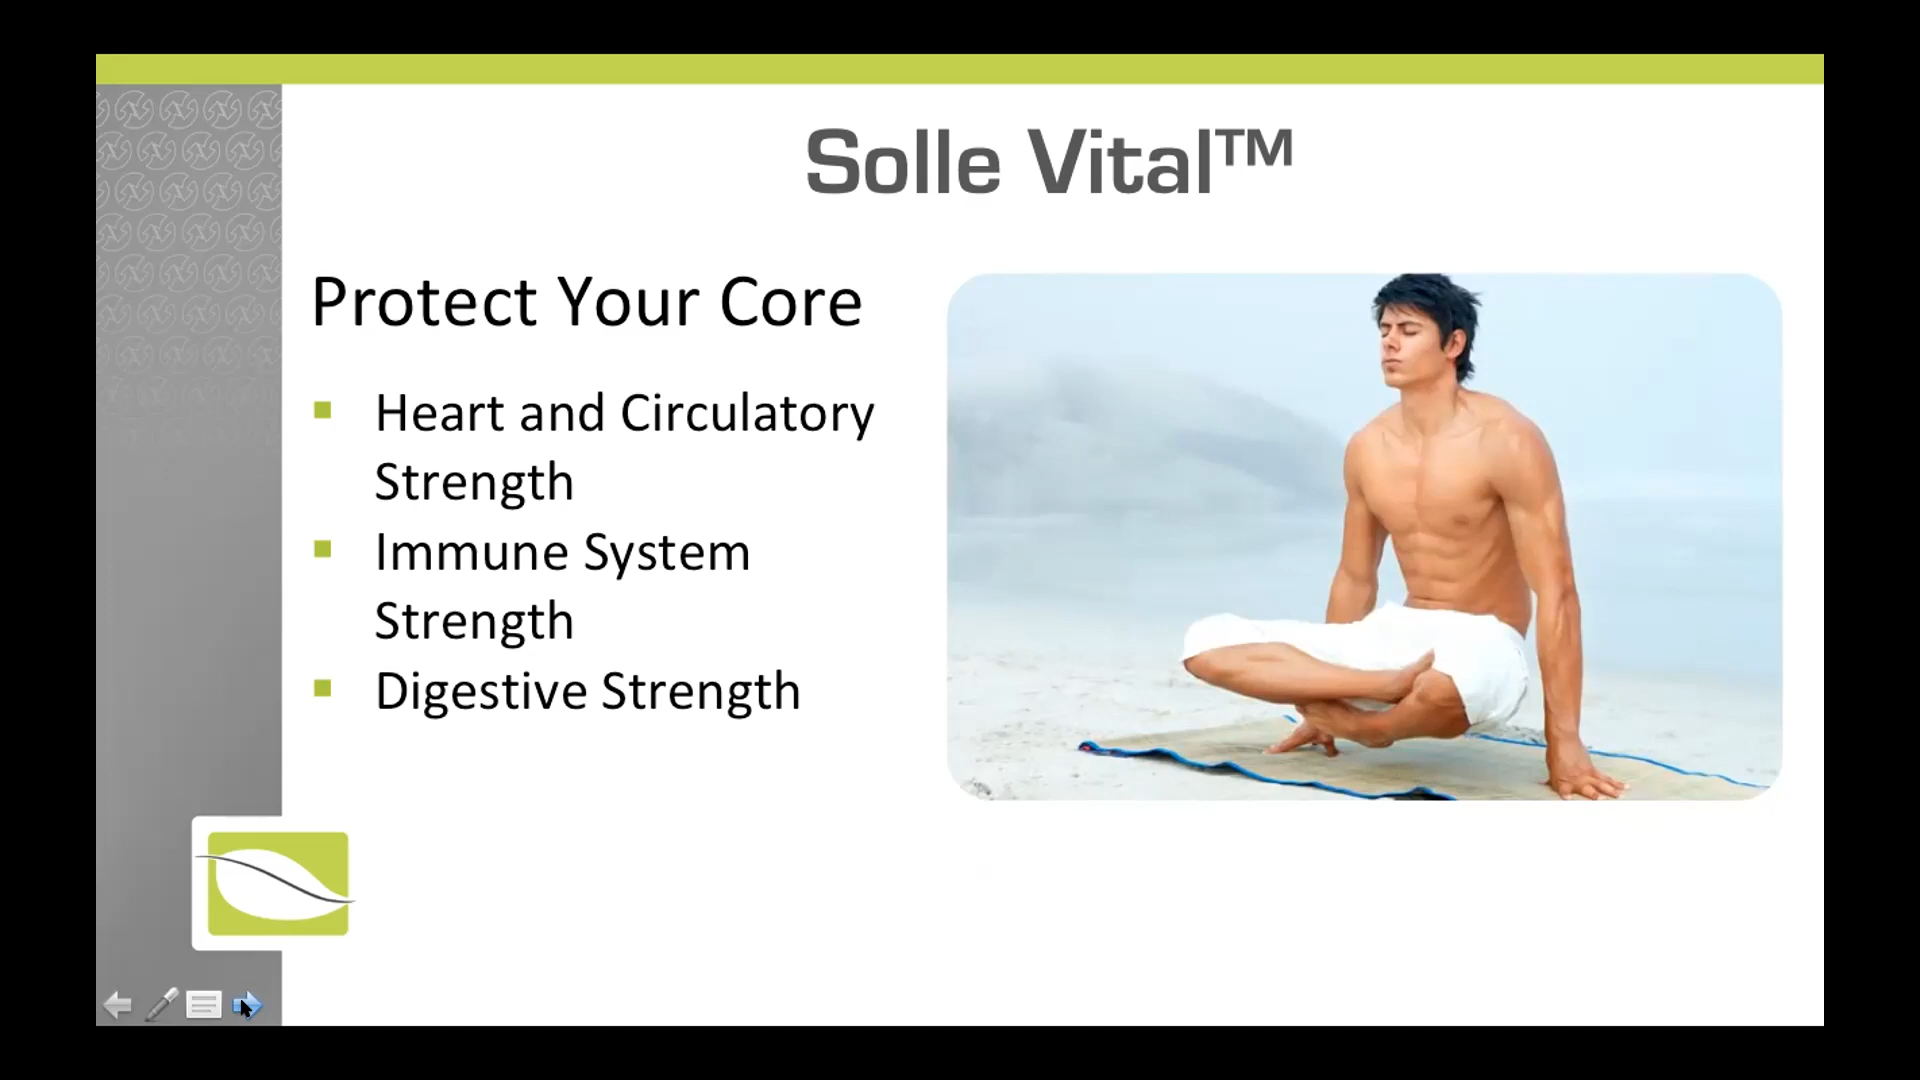 Solle Vital™
Protect Your Core
Heart and Circulatory
Strength
Immune System
Strength
Digestive Strength